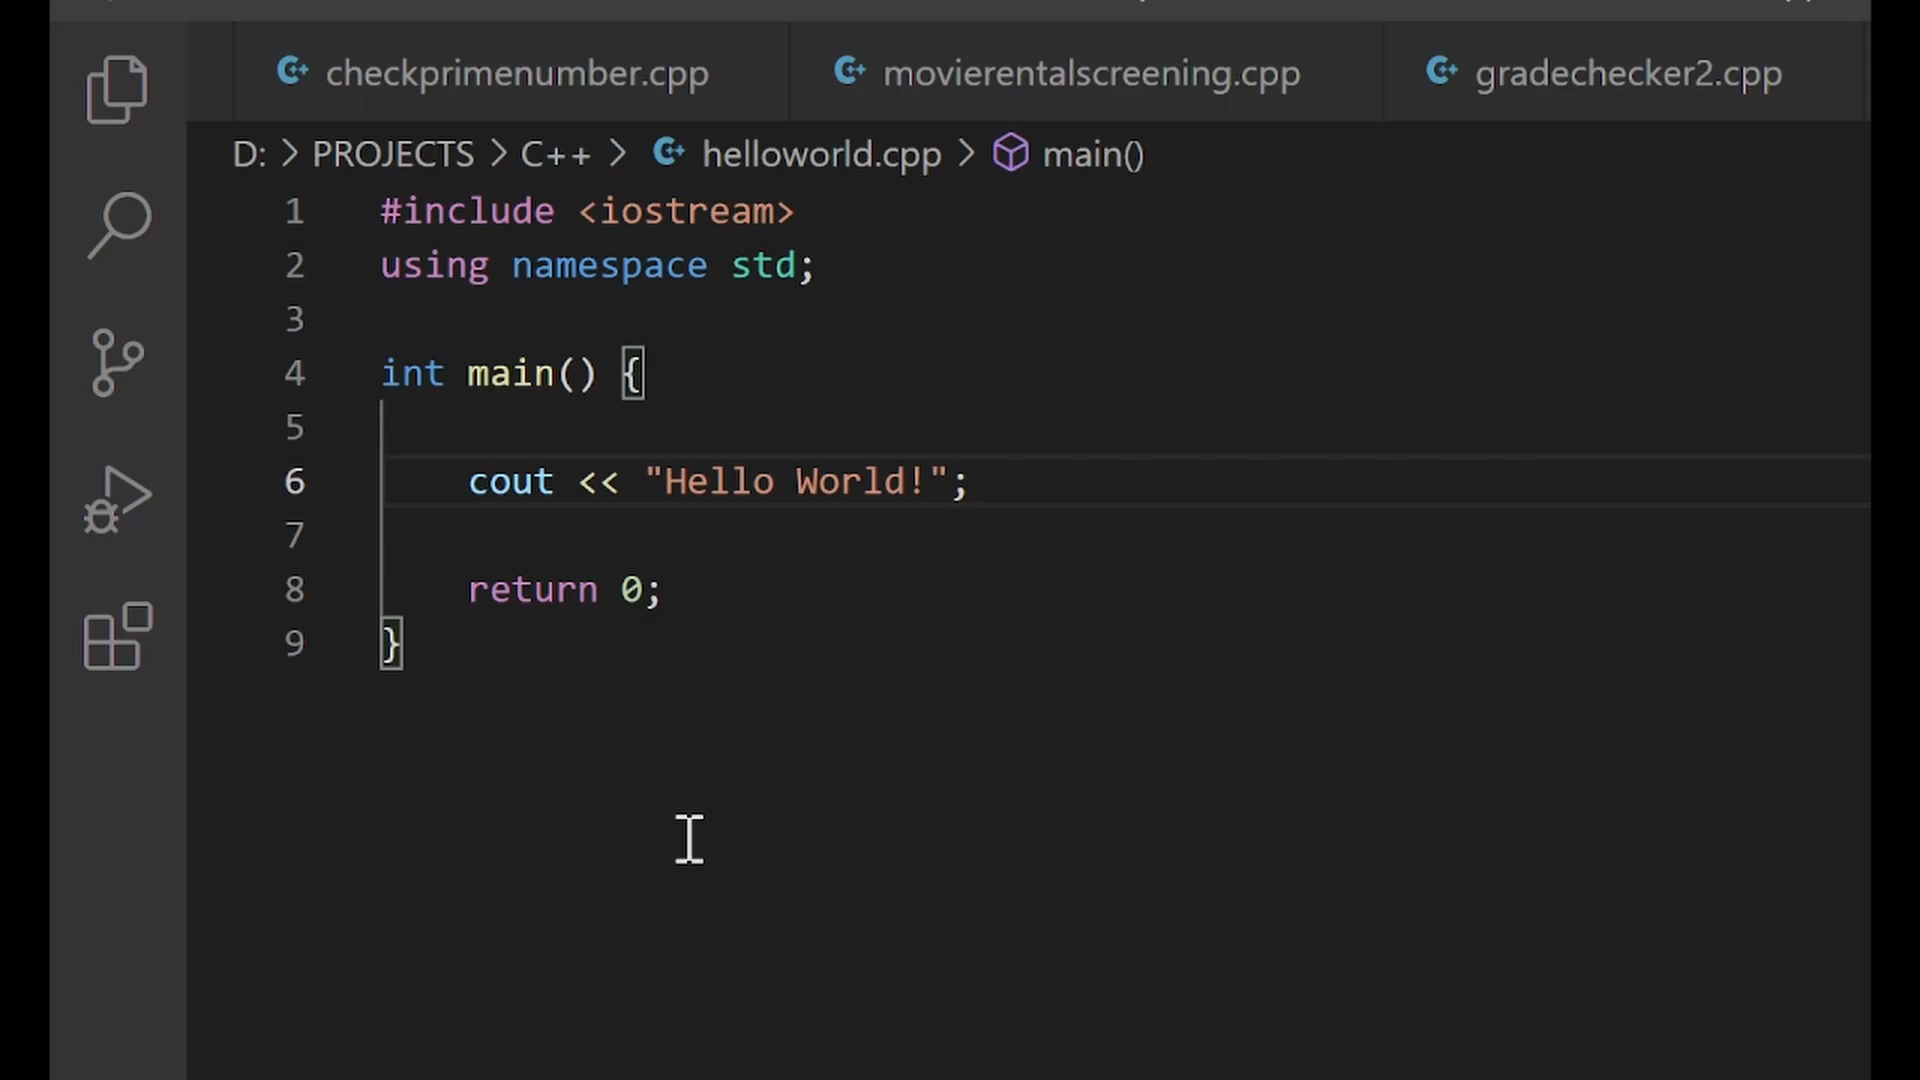 checkprimenumber.cpp movierentalscreening.cpp gradechecker2.cpp
D: > PROJECTS > C++ > helloworld.cpp > main()
1 #include <iostream>
2 using namespace std;
3
4 int main() {
5
6 cout << "Hello World!";
7
8 return 0;
9 }